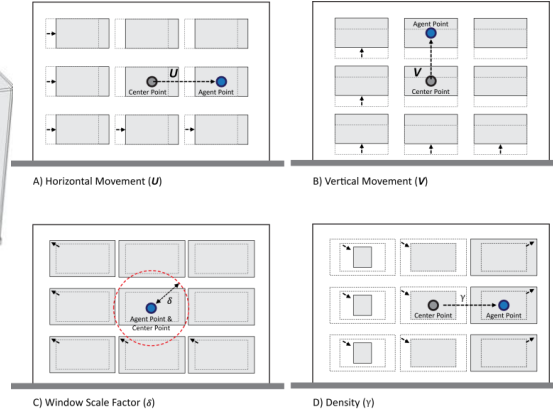 U
Center Point
Agent Point
A) Horizontal Movement (U)
Agent Point
V
Center Point
B) Vertical Movement (V)
δ
Agent Point &
Center Point
C) Window Scale Factor (δ)
γ
Center Point
Agent Point
D) Density (γ)